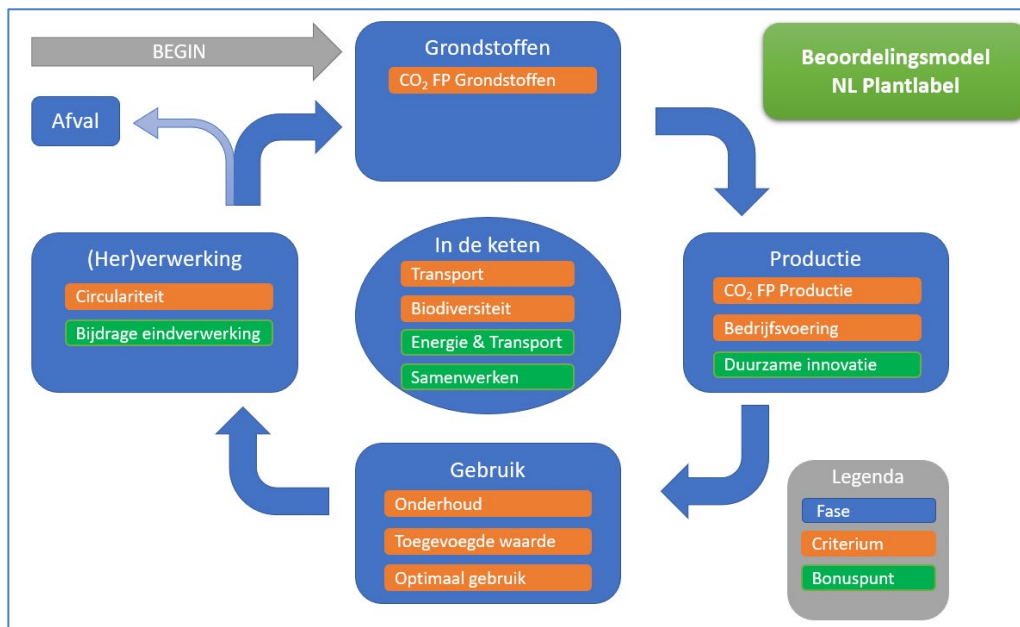 BEGIN
Grondstoffen
CO₂ FP Grondstoffen
Beoordelingsmodel
NL Plantlabel
Afval
(Her)verwerking
Circulariteit
Bijdrage eindverwerking
In de keten
Transport
Biodiversiteit
Energie & Transport
Samenwerken
Productie
CO₂ FP Productie
Bedrijfsvoering
Duurzame innovatie
Gebruik
Onderhoud
Toegevoegde waarde
Optimaal gebruik
Legenda
Fase
Criterium
Bonuspunt